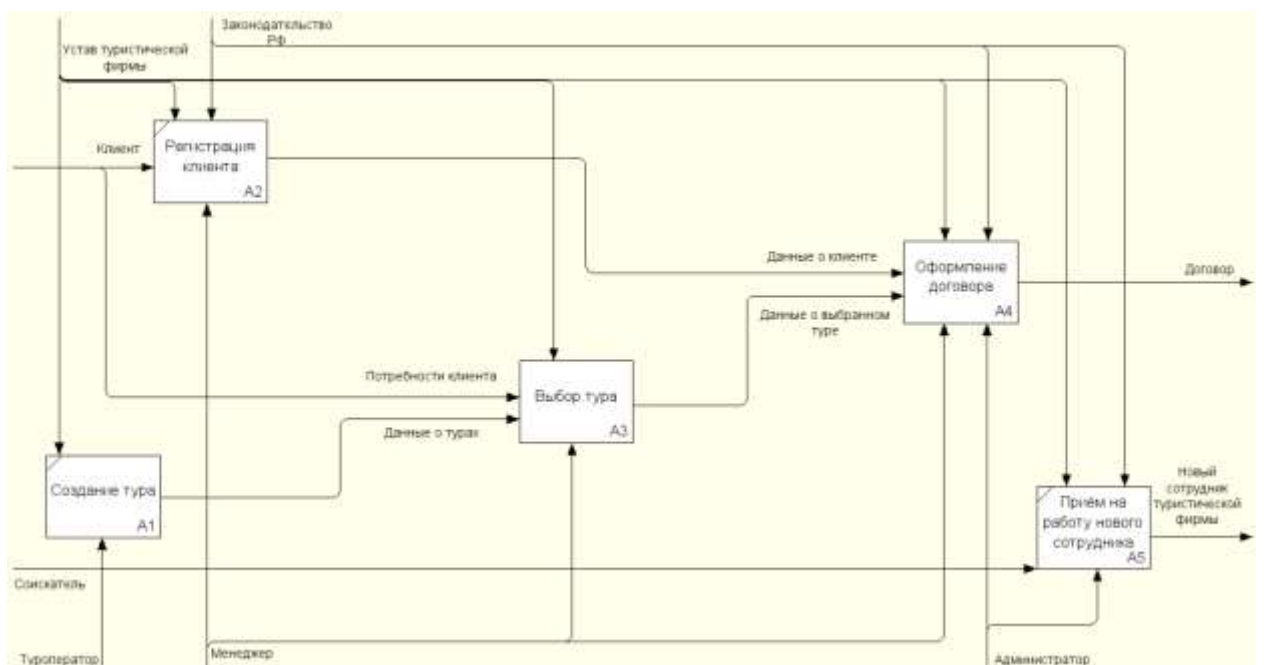 Законодательство
РФ
Устав туристической
фирмы
Клиент
Регистрация
клиента
A2
Данные о клиенте
Оформление
договора
A4
Договор
Данные о выбранном
туре
Потребности клиента
Выбор тура
A3
Данные о турах
Создание тура
A1
Новый
сотрудник
туристической
фирмы
Приём на
работу нового
сотрудника
A5
Соискатель
Туроператор
Менеджер
Администратор